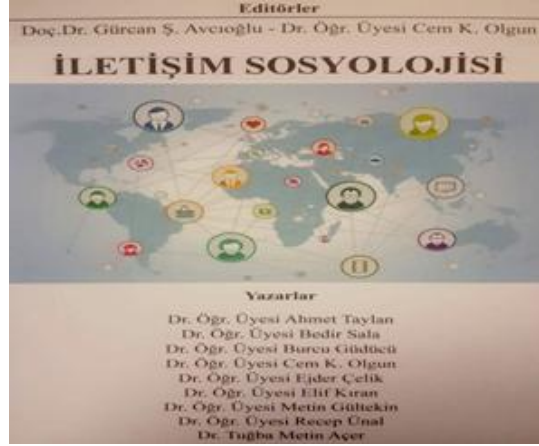 Editörler
Doç.Dr. Gürcan Ş. Avcıoğlu - Dr. Öğr. Üyesi Cem K. Olgun
İLETİŞİM SOSYOLOJİSİ
Yazarlar
Dr. Öğr. Üyesi Ahmet Taylan
Dr. Öğr. Üyesi Bedir Sala
Dr. Öğr. Üyesi Burcu Güdücü
Dr. Öğr. Üyesi Cem K. Olgun
Dr. Öğr. Üyesi Ejder Çelik
Dr. Öğr. Üyesi Elif Kıran
Dr. Öğr. Üyesi Metin Gültekin
Dr. Öğr. Üyesi Recep Ünal
Dr. Tuğba Metin Açer